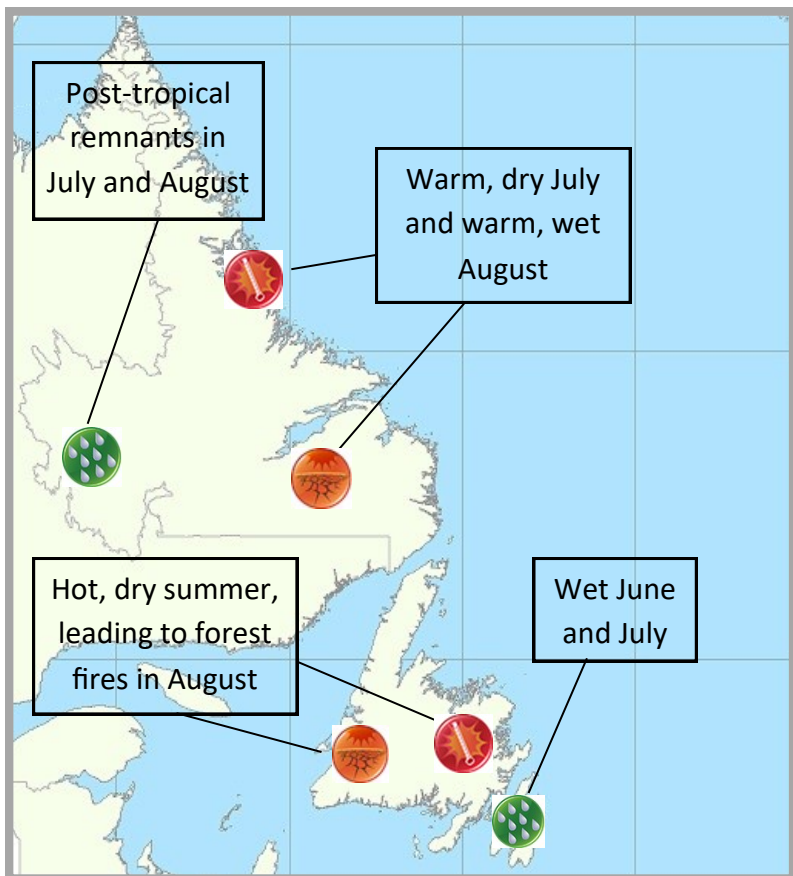 Post-tropical
remnants in
July and August
Warm, dry July
and warm, wet
August
Hot, dry summer,
leading to forest
fires in August
Wet June
and July